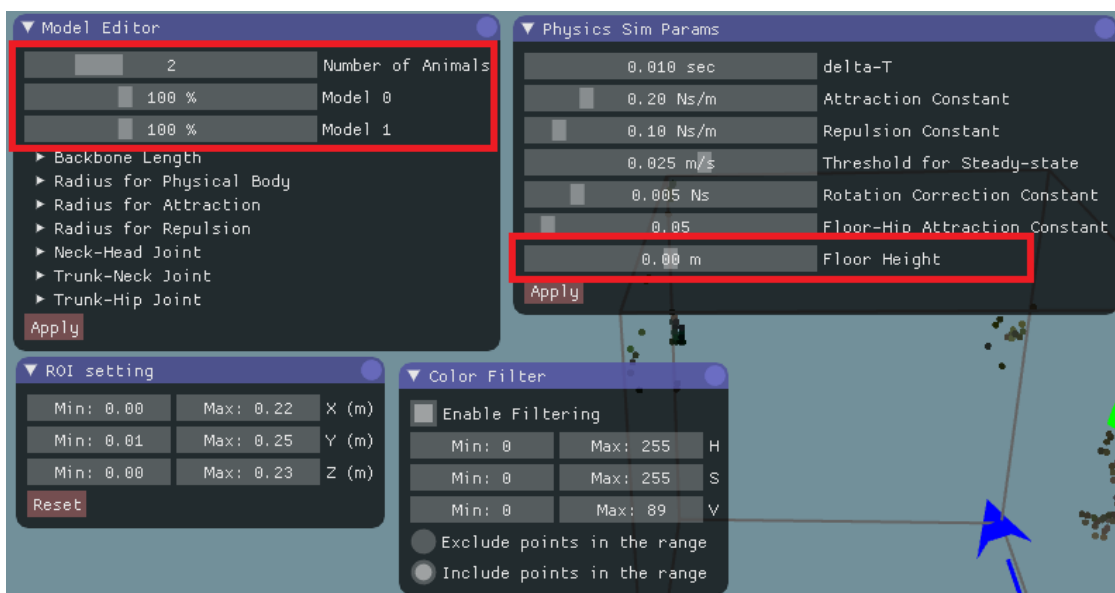 Model Editor
2 Number of Animals
100 % Model 0
100 % Model 1
Backbone Length
Radius for Physical Body
Radius for Attraction
Radius for Repulsion
Neck-Head Joint
Trunk-Neck Joint
Trunk-Hip Joint
Apply
Physics Sim Params
0.010 sec delta-T
0.20 Ns/m Attraction Constant
0.10 Ns/m Repulsion Constant
0.025 m/s Threshold for Steady-state
0.005 Ns Rotation Correction Constant
0.05 Floor-Hip Attraction Constant
0.00 m Floor Height
Apply
ROI setting
Min: 0.00 Max: 0.22 X (m)
Min: 0.01 Max: 0.25 Y (m)
Min: 0.00 Max: 0.23 Z (m)
Reset
Color Filter
Enable Filtering
Min: 0 Max: 255 H
Min: 0 Max: 255 S
Min: 0 Max: 89 V
Exclude points in the range
Include points in the range